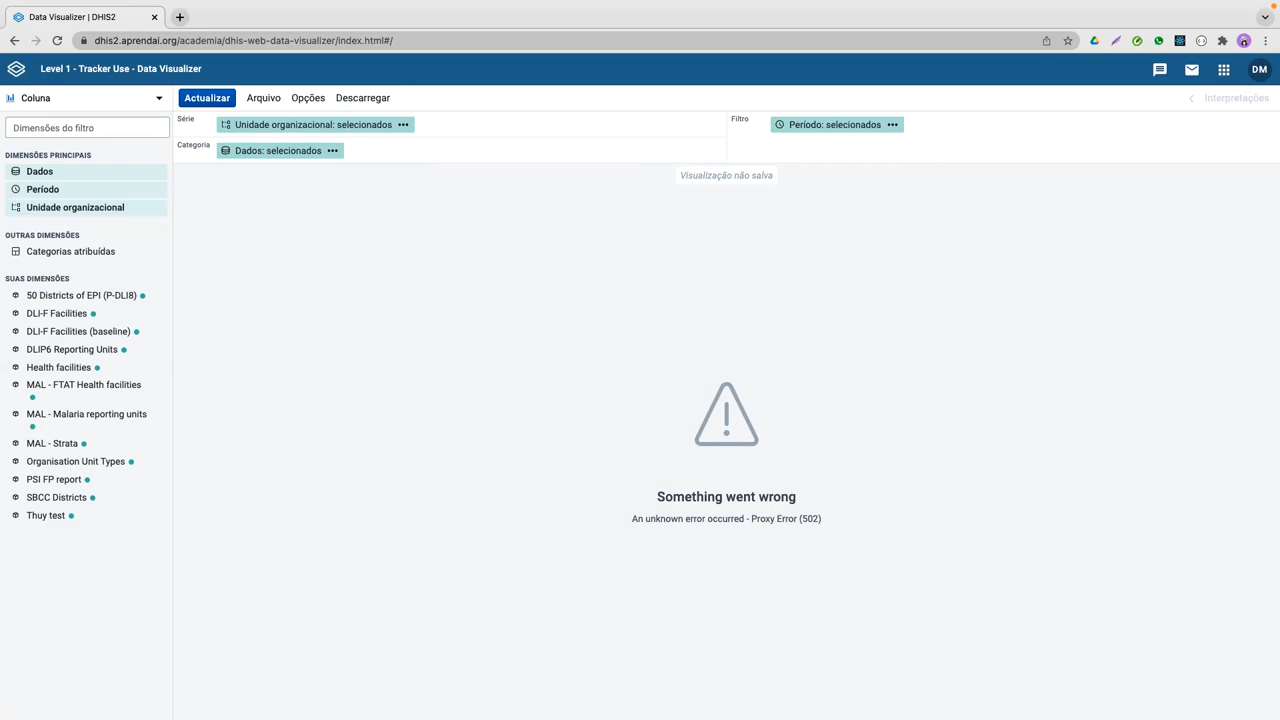 Data Visualizer | DHIS2
dhis2.aprendai.org/academia/dhis-web-data-visualizer/index.html#/
Level 1 - Tracker Use - Data Visualizer
DM
Coluna
Actualizar Arquivo Opções Descarregar
Interpretações
Dimensões do filtro
Série
Unidade organizacional: selecionados
Filtro
Período: selecionados
Categoria
Dados: selecionados
Visualização não salva
DIMENSÕES PRINCIPAIS
Dados
Período
Unidade organizacional
OUTRAS DIMENSÕES
Categorias atribuídas
SUAS DIMENSÕES
50 Districts of EPI (P-DLI8)
DLI-F Facilities
DLI-F Facilities (baseline)
DLIP6 Reporting Units
Health facilities
MAL - FTAT Health facilities
MAL - Malaria reporting units
MAL - Strata
Organisation Unit Types
PSI FP report
SBCC Districts
Thuy test
Something went wrong
An unknown error occurred - Proxy Error (502)